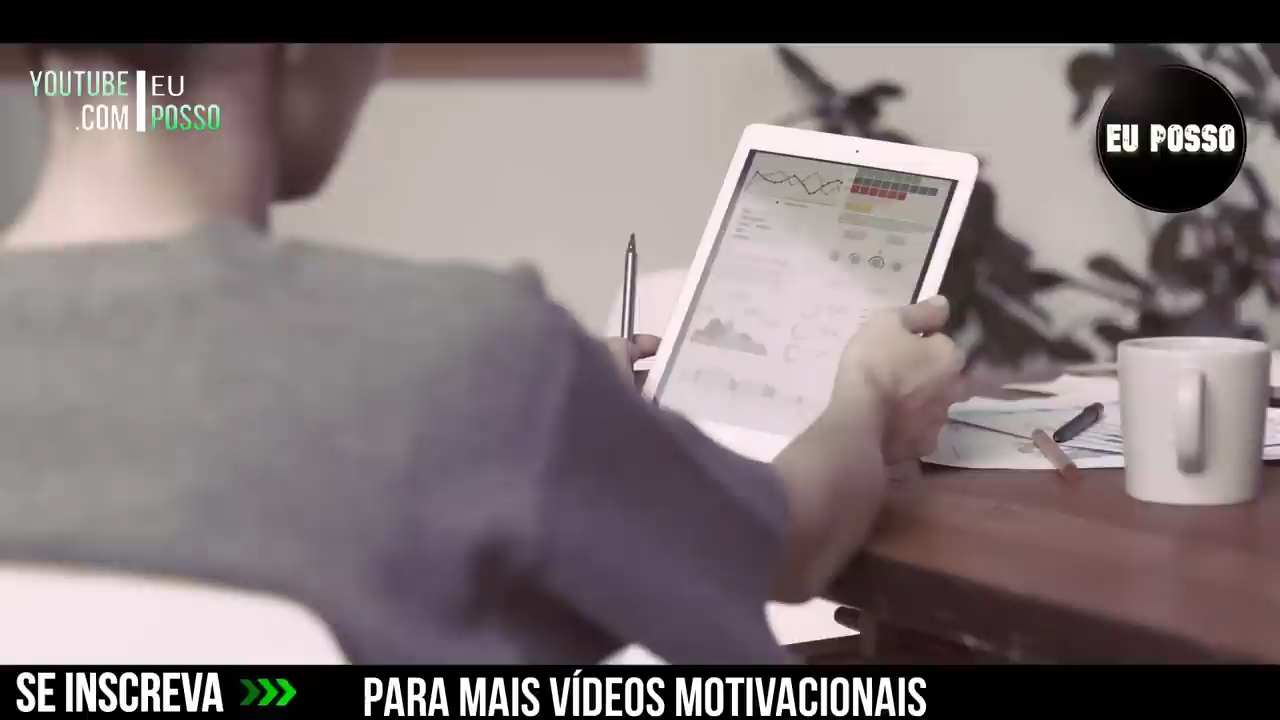 YOUTUBE EU
.COM POSSO
EU POSSO
SE INSCREVA
PARA MAIS VÍDEOS MOTIVACIONAIS